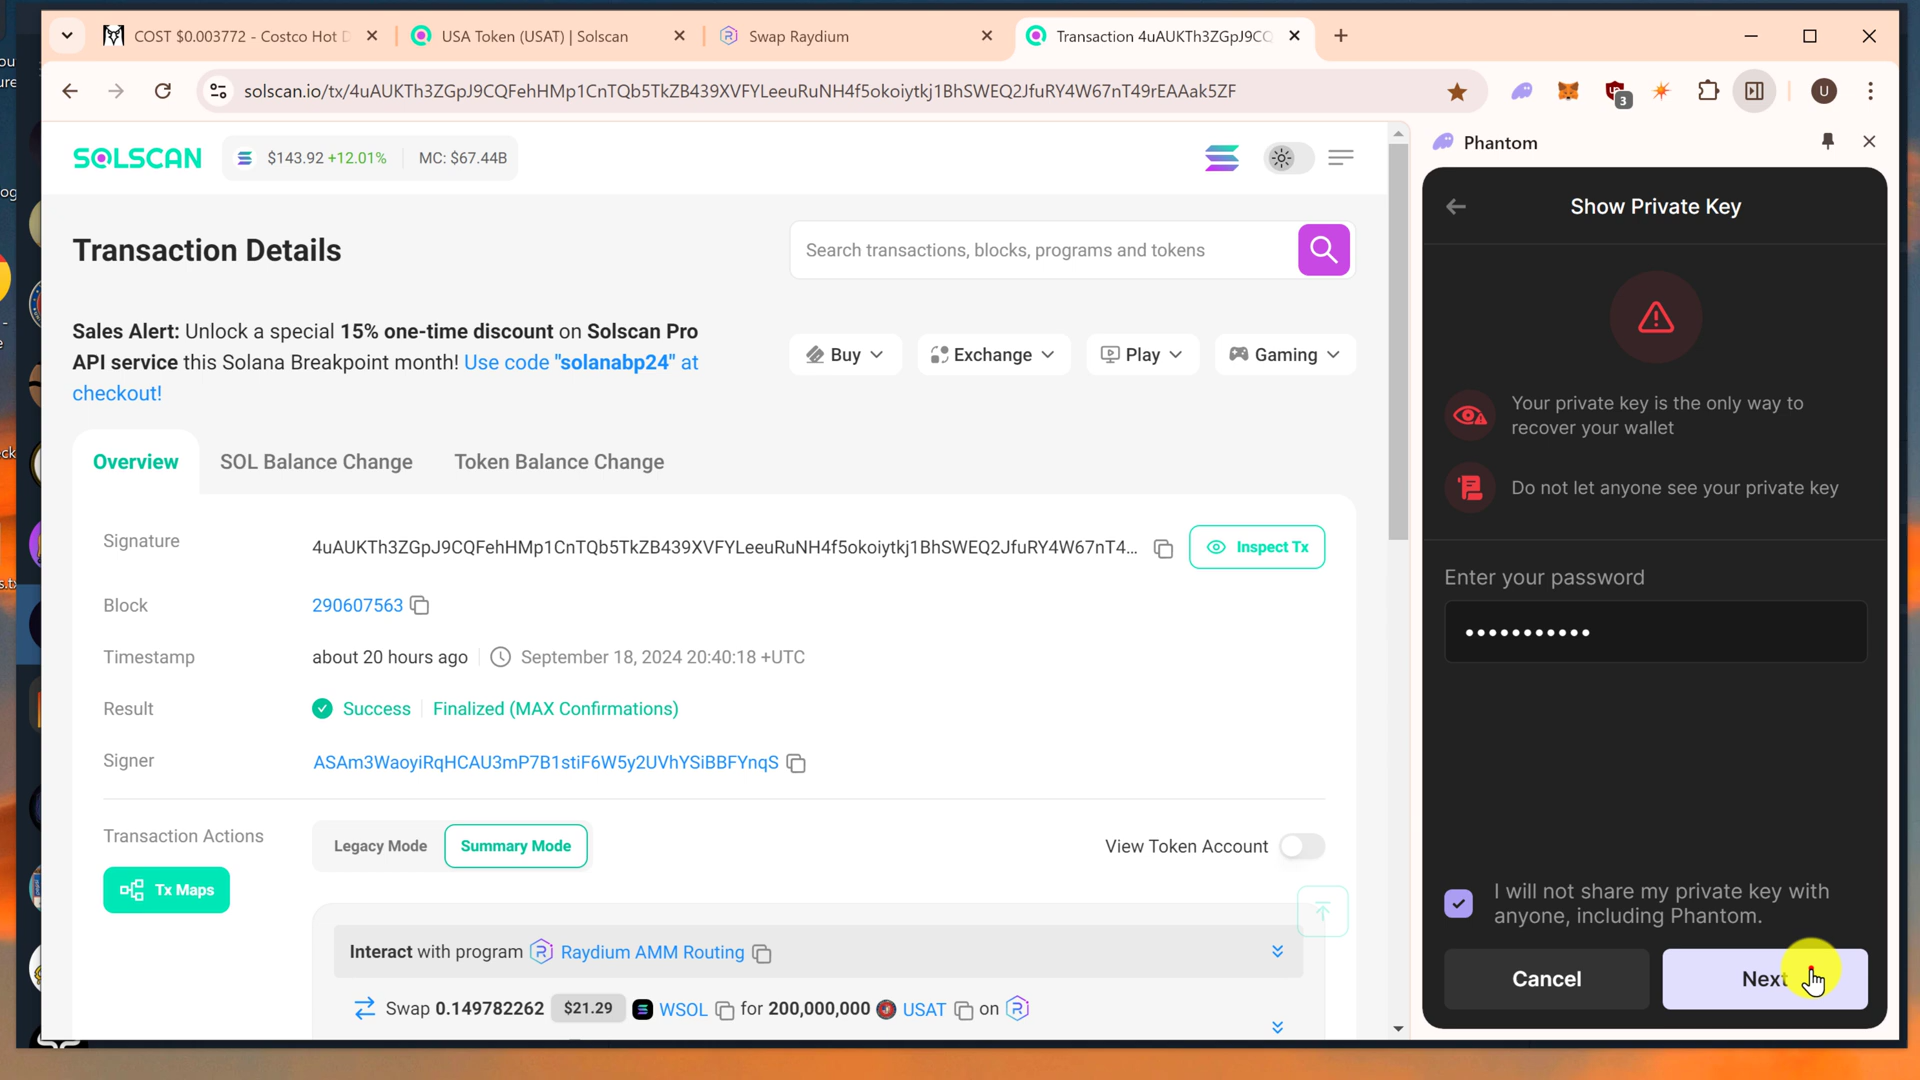 COST $0.003772 - Costco Hot D
USA Token (USAT) | Solscan
Swap Raydium
Transaction 4uAUKTh3ZGpJ9CQ
solscan.io/tx/4uAUKTh3ZGpJ9CQFehHMp1CnTQb5TkZB439XVFYLeeuRuNH4f5okoiytkj1BhSWEQ2JfuRY4W67nT49rEAAak5ZF
3
U
SOLSCAN
$143.92 +12.01%
MC: $67.44B
Transaction Details
Search transactions, blocks, programs and tokens
Sales Alert: Unlock a special 15% one-time discount on Solscan Pro
API service this Solana Breakpoint month! Use code "solanabp24" at
checkout!
Buy
Exchange
Play
Gaming
Overview
SOL Balance Change
Token Balance Change
Signature
4uAUKTh3ZGpJ9CQFehHMp1CnTQb5TkZB439XVFYLeeuRuNH4f5okoiytkj1BhSWEQ2JfuRY4W67nT4...
Inspect Tx
Block
290607563
Timestamp
about 20 hours ago
September 18, 2024 20:40:18 +UTC
Result
Success
Finalized (MAX Confirmations)
Signer
ASAm3WaoyiRqHCAU3mP7B1stiF6W5y2UVhYSiBBFYnqS
Transaction Actions
Legacy Mode
Summary Mode
View Token Account
Tx Maps
Interact with program Raydium AMM Routing
Swap 0.149782262 $21.29 WSOL for 200,000,000 USAT on
Phantom
Show Private Key
Your private key is the only way to
recover your wallet
Do not let anyone see your private key
Enter your password
•••••••••••
I will not share my private key with
anyone, including Phantom.
Cancel
Next